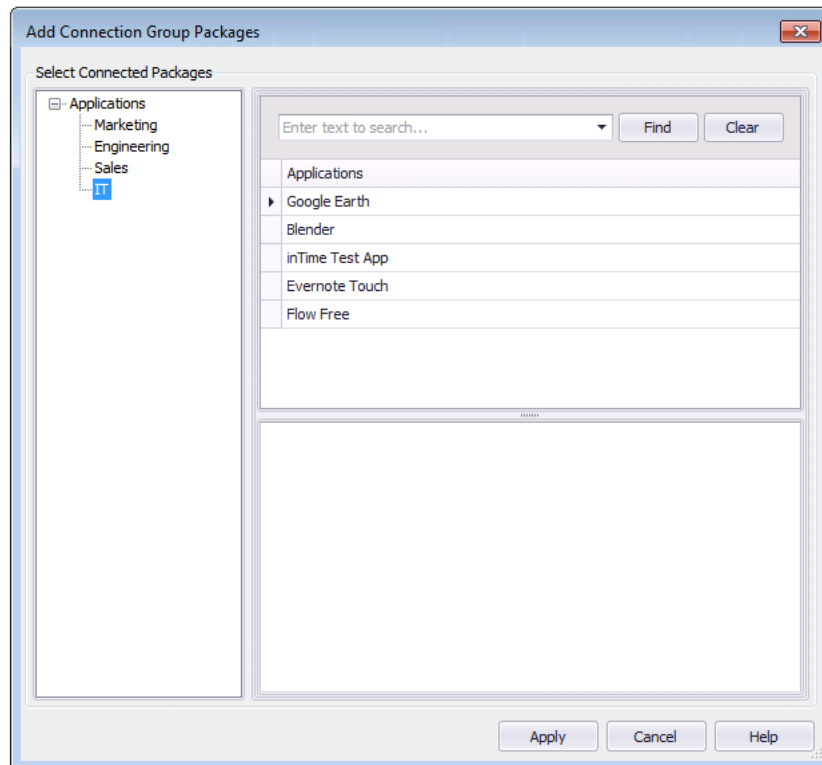 Add Connection Group Packages
Select Connected Packages
Applications
Marketing
Engineering
Sales
IT
Enter text to search...
Find
Clear
Applications
Google Earth
Blender
inTime Test App
Evernote Touch
Flow Free
Apply
Cancel
Help